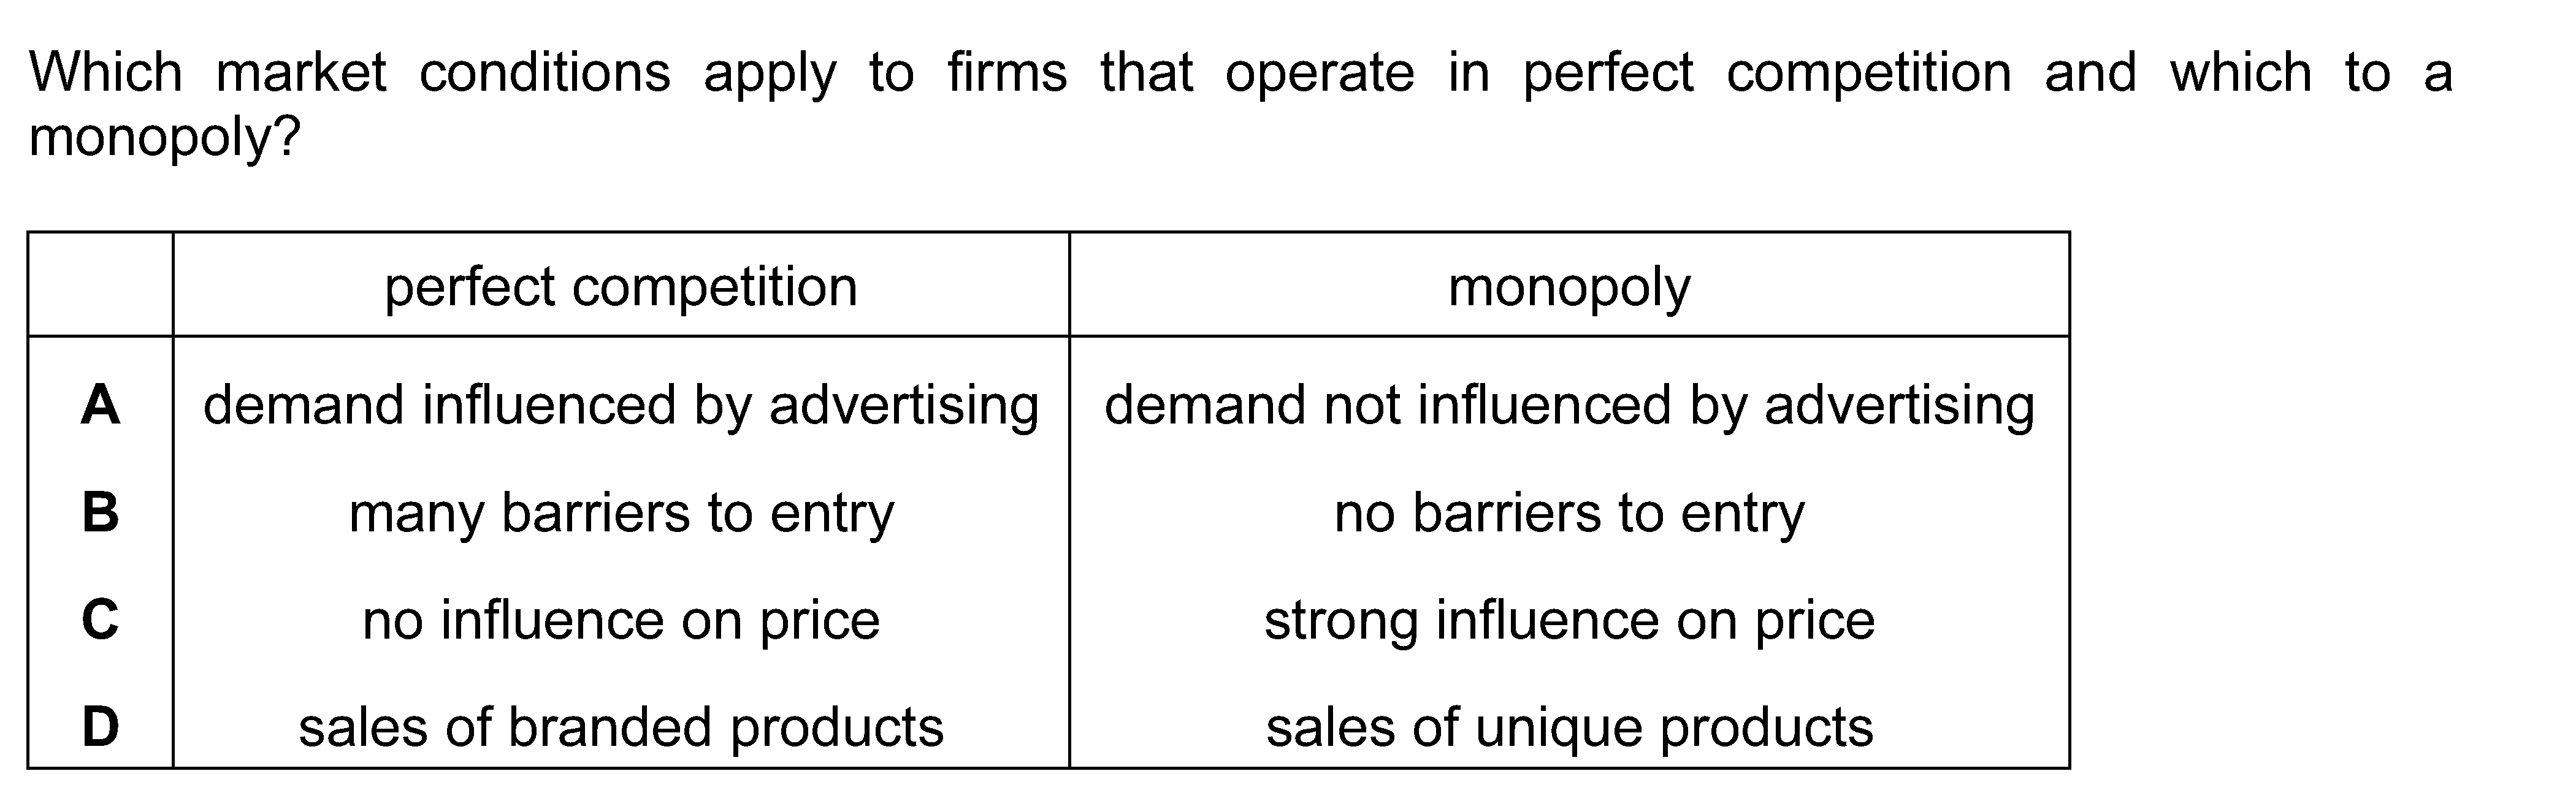 Which market conditions apply to firms that operate in perfect competition and which to a
monopoly?
perfect competition monopoly
A demand influenced by advertising demand not influenced by advertising
B many barriers to entry no barriers to entry
C no influence on price strong influence on price
D sales of branded products sales of unique products